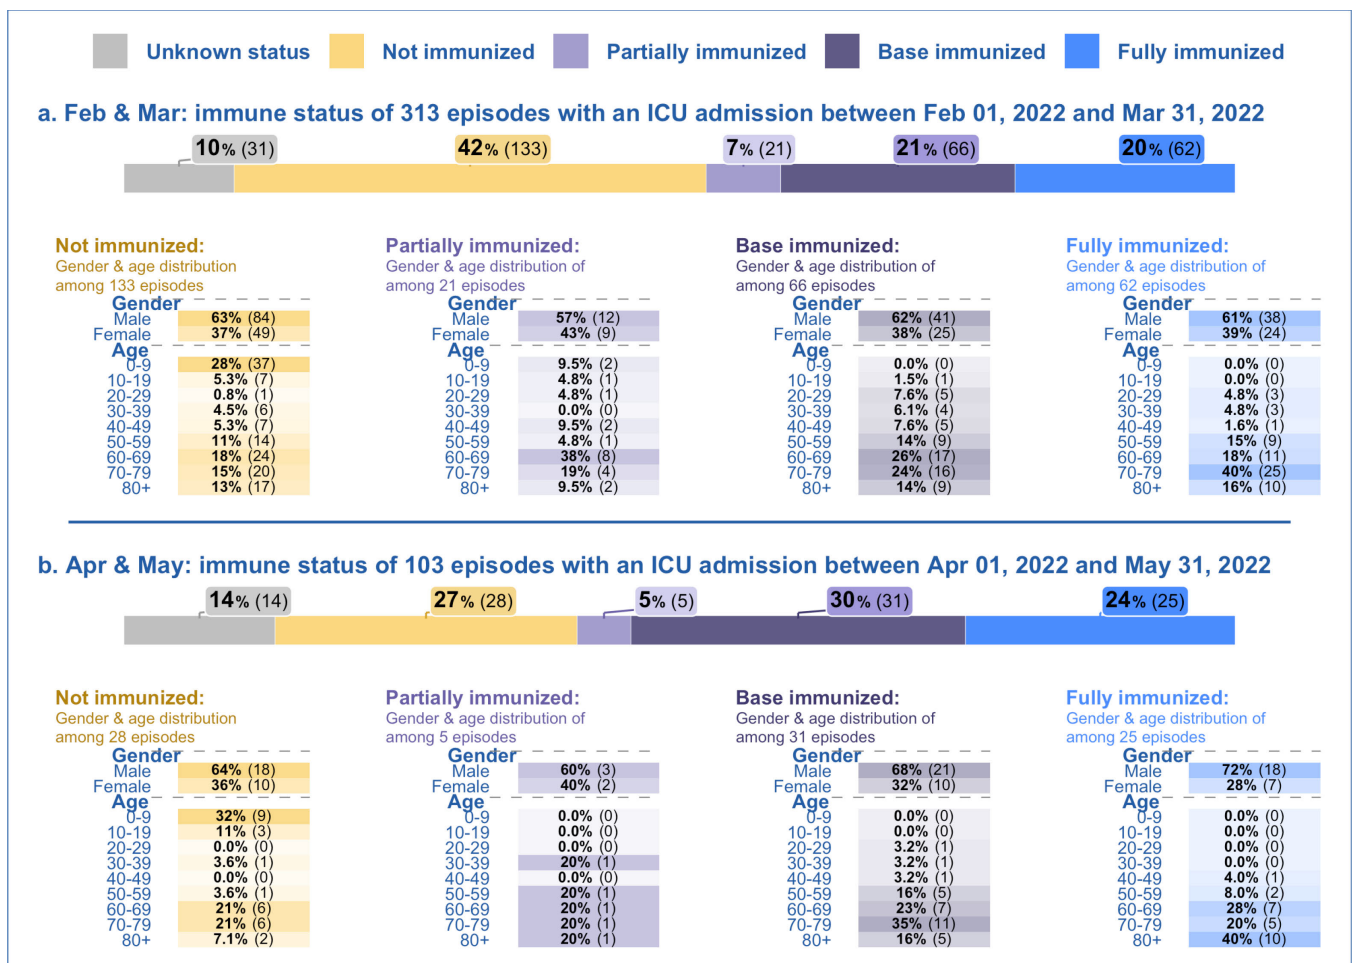 Unknown status Not immunized Partially immunized Base immunized Fully immunized
a. Feb & Mar: immune status of 313 episodes with an ICU admission between Feb 01, 2022 and Mar 31, 2022
10% (31) 42% (133) 7% (21) 21% (66) 20% (62)
Not immunized:
Gender & age distribution
among 133 episodes
Gender
Male 63% (84)
Female 37% (49)
Age
0-9 28% (37)
10-19 5.3% (7)
20-29 0.8% (1)
30-39 4.5% (6)
40-49 5.3% (7)
50-59 11% (14)
60-69 18% (24)
70-79 15% (20)
80+ 13% (17)
Partially immunized:
Gender & age distribution of
among 21 episodes
Gender
Male 57% (12)
Female 43% (9)
Age
0-9 9.5% (2)
10-19 4.8% (1)
20-29 4.8% (1)
30-39 0.0% (0)
40-49 9.5% (2)
50-59 4.8% (1)
60-69 38% (8)
70-79 19% (4)
80+ 9.5% (2)
Base immunized:
Gender & age distribution of
among 66 episodes
Gender
Male 62% (41)
Female 38% (25)
Age
0-9 0.0% (0)
10-19 1.5% (1)
20-29 7.6% (5)
30-39 6.1% (4)
40-49 7.6% (5)
50-59 14% (9)
60-69 26% (17)
70-79 24% (16)
80+ 14% (9)
Fully immunized:
Gender & age distribution of
among 62 episodes
Gender
Male 61% (38)
Female 39% (24)
Age
0-9 0.0% (0)
10-19 0.0% (0)
20-29 4.8% (3)
30-39 4.8% (3)
40-49 1.6% (1)
50-59 15% (9)
60-69 18% (11)
70-79 40% (25)
80+ 16% (10)
b. Apr & May: immune status of 103 episodes with an ICU admission between Apr 01, 2022 and May 31, 2022
14% (14) 27% (28) 5% (5) 30% (31) 24% (25)
Not immunized:
Gender & age distribution
among 28 episodes
Gender
Male 64% (18)
Female 36% (10)
Age
0-9 32% (9)
10-19 11% (3)
20-29 0.0% (0)
30-39 3.6% (1)
40-49 0.0% (0)
50-59 3.6% (1)
60-69 21% (6)
70-79 21% (6)
80+ 7.1% (2)
Partially immunized:
Gender & age distribution of
among 5 episodes
Gender
Male 60% (3)
Female 40% (2)
Age
0-9 0.0% (0)
10-19 0.0% (0)
20-29 0.0% (0)
30-39 20% (1)
40-49 0.0% (0)
50-59 20% (1)
60-69 20% (1)
70-79 20% (1)
80+ 20% (1)
Base immunized:
Gender & age distribution of
among 31 episodes
Gender
Male 68% (21)
Female 32% (10)
Age
0-9 0.0% (0)
10-19 0.0% (0)
20-29 3.2% (1)
30-39 3.2% (1)
40-49 3.2% (1)
50-59 16% (5)
60-69 23% (7)
70-79 35% (11)
80+ 16% (5)
Fully immunized:
Gender & age distribution of
among 25 episodes
Gender
Male 72% (18)
Female 28% (7)
Age
0-9 0.0% (0)
10-19 0.0% (0)
20-29 0.0% (0)
30-39 0.0% (0)
40-49 4.0% (1)
50-59 8.0% (2)
60-69 28% (7)
70-79 20% (5)
80+ 40% (10)